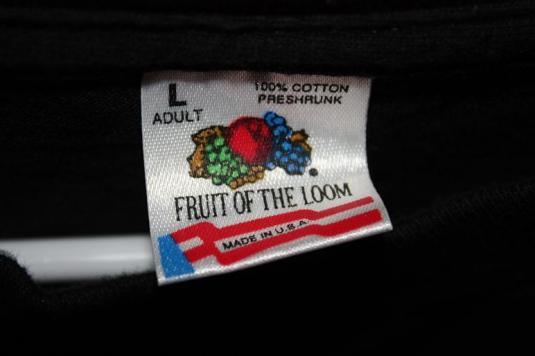 L
ADULT
100% COTTON
PRESHRUNK
FRUIT OF THE LOOM
MADE IN U.S.A.